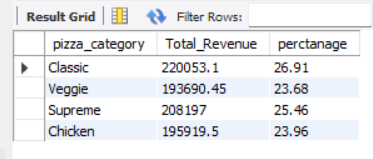 Result Grid Filter Rows:
pizza_category Total_Revenue perctanage
Classic 220053.1 26.91
Veggie 193690.45 23.68
Supreme 208197 25.46
Chicken 195919.5 23.96